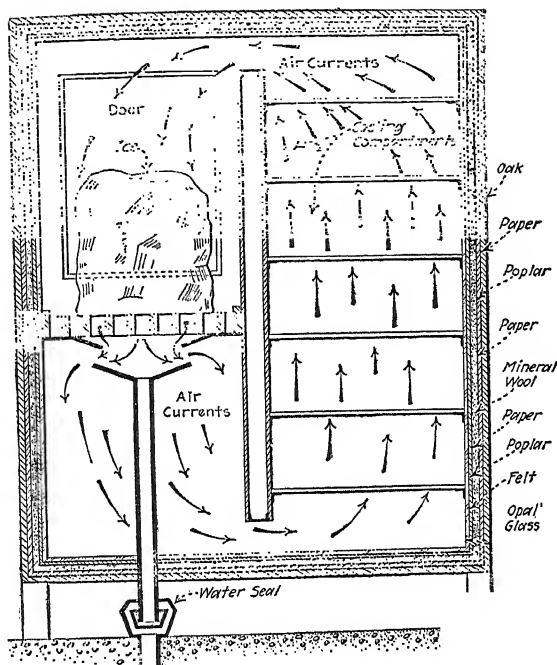 Air Currents
Door
Ice
Cooling
Compartments
Oak
Paper
Poplar
Paper
Mineral
Wool
Paper
Poplar
Felt
Opal
Glass
Air
Currents
Water Seal